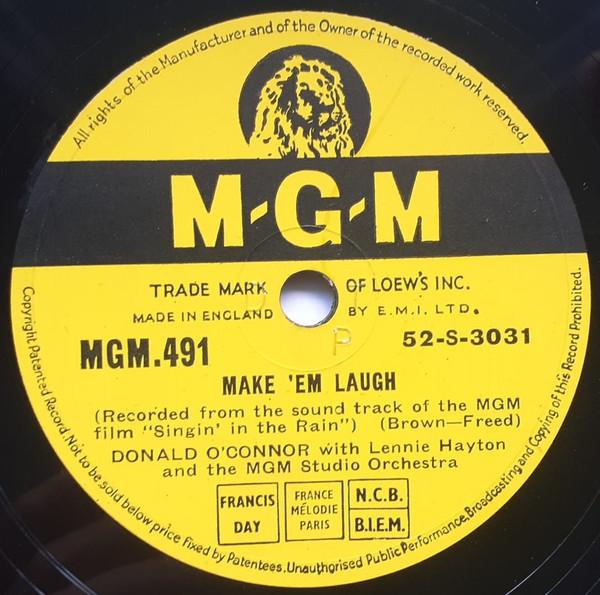 All rights of the Manufacturer and of the Owner of the recorded work reserved.
M-G-M
TRADE MARK OF LOEW'S INC.
MADE IN ENGLAND BY E.M.I. LTD.
P
MGM.491 52-S-3031
MAKE 'EM LAUGH
(Recorded from the sound track of the MGM
film "Singin' in the Rain") (Brown—Freed)
DONALD O'CONNOR with Lennie Hayton
and the MGM Studio Orchestra
FRANCIS
DAY
FRANCE
MÉLODIE
PARIS
N.C.B.
B.I.E.M.
Copyright Patented Record. Not to be sold below price fixed by Patentees. Unauthorised Public Performance, Broadcasting and Copying of this Record Prohibited.